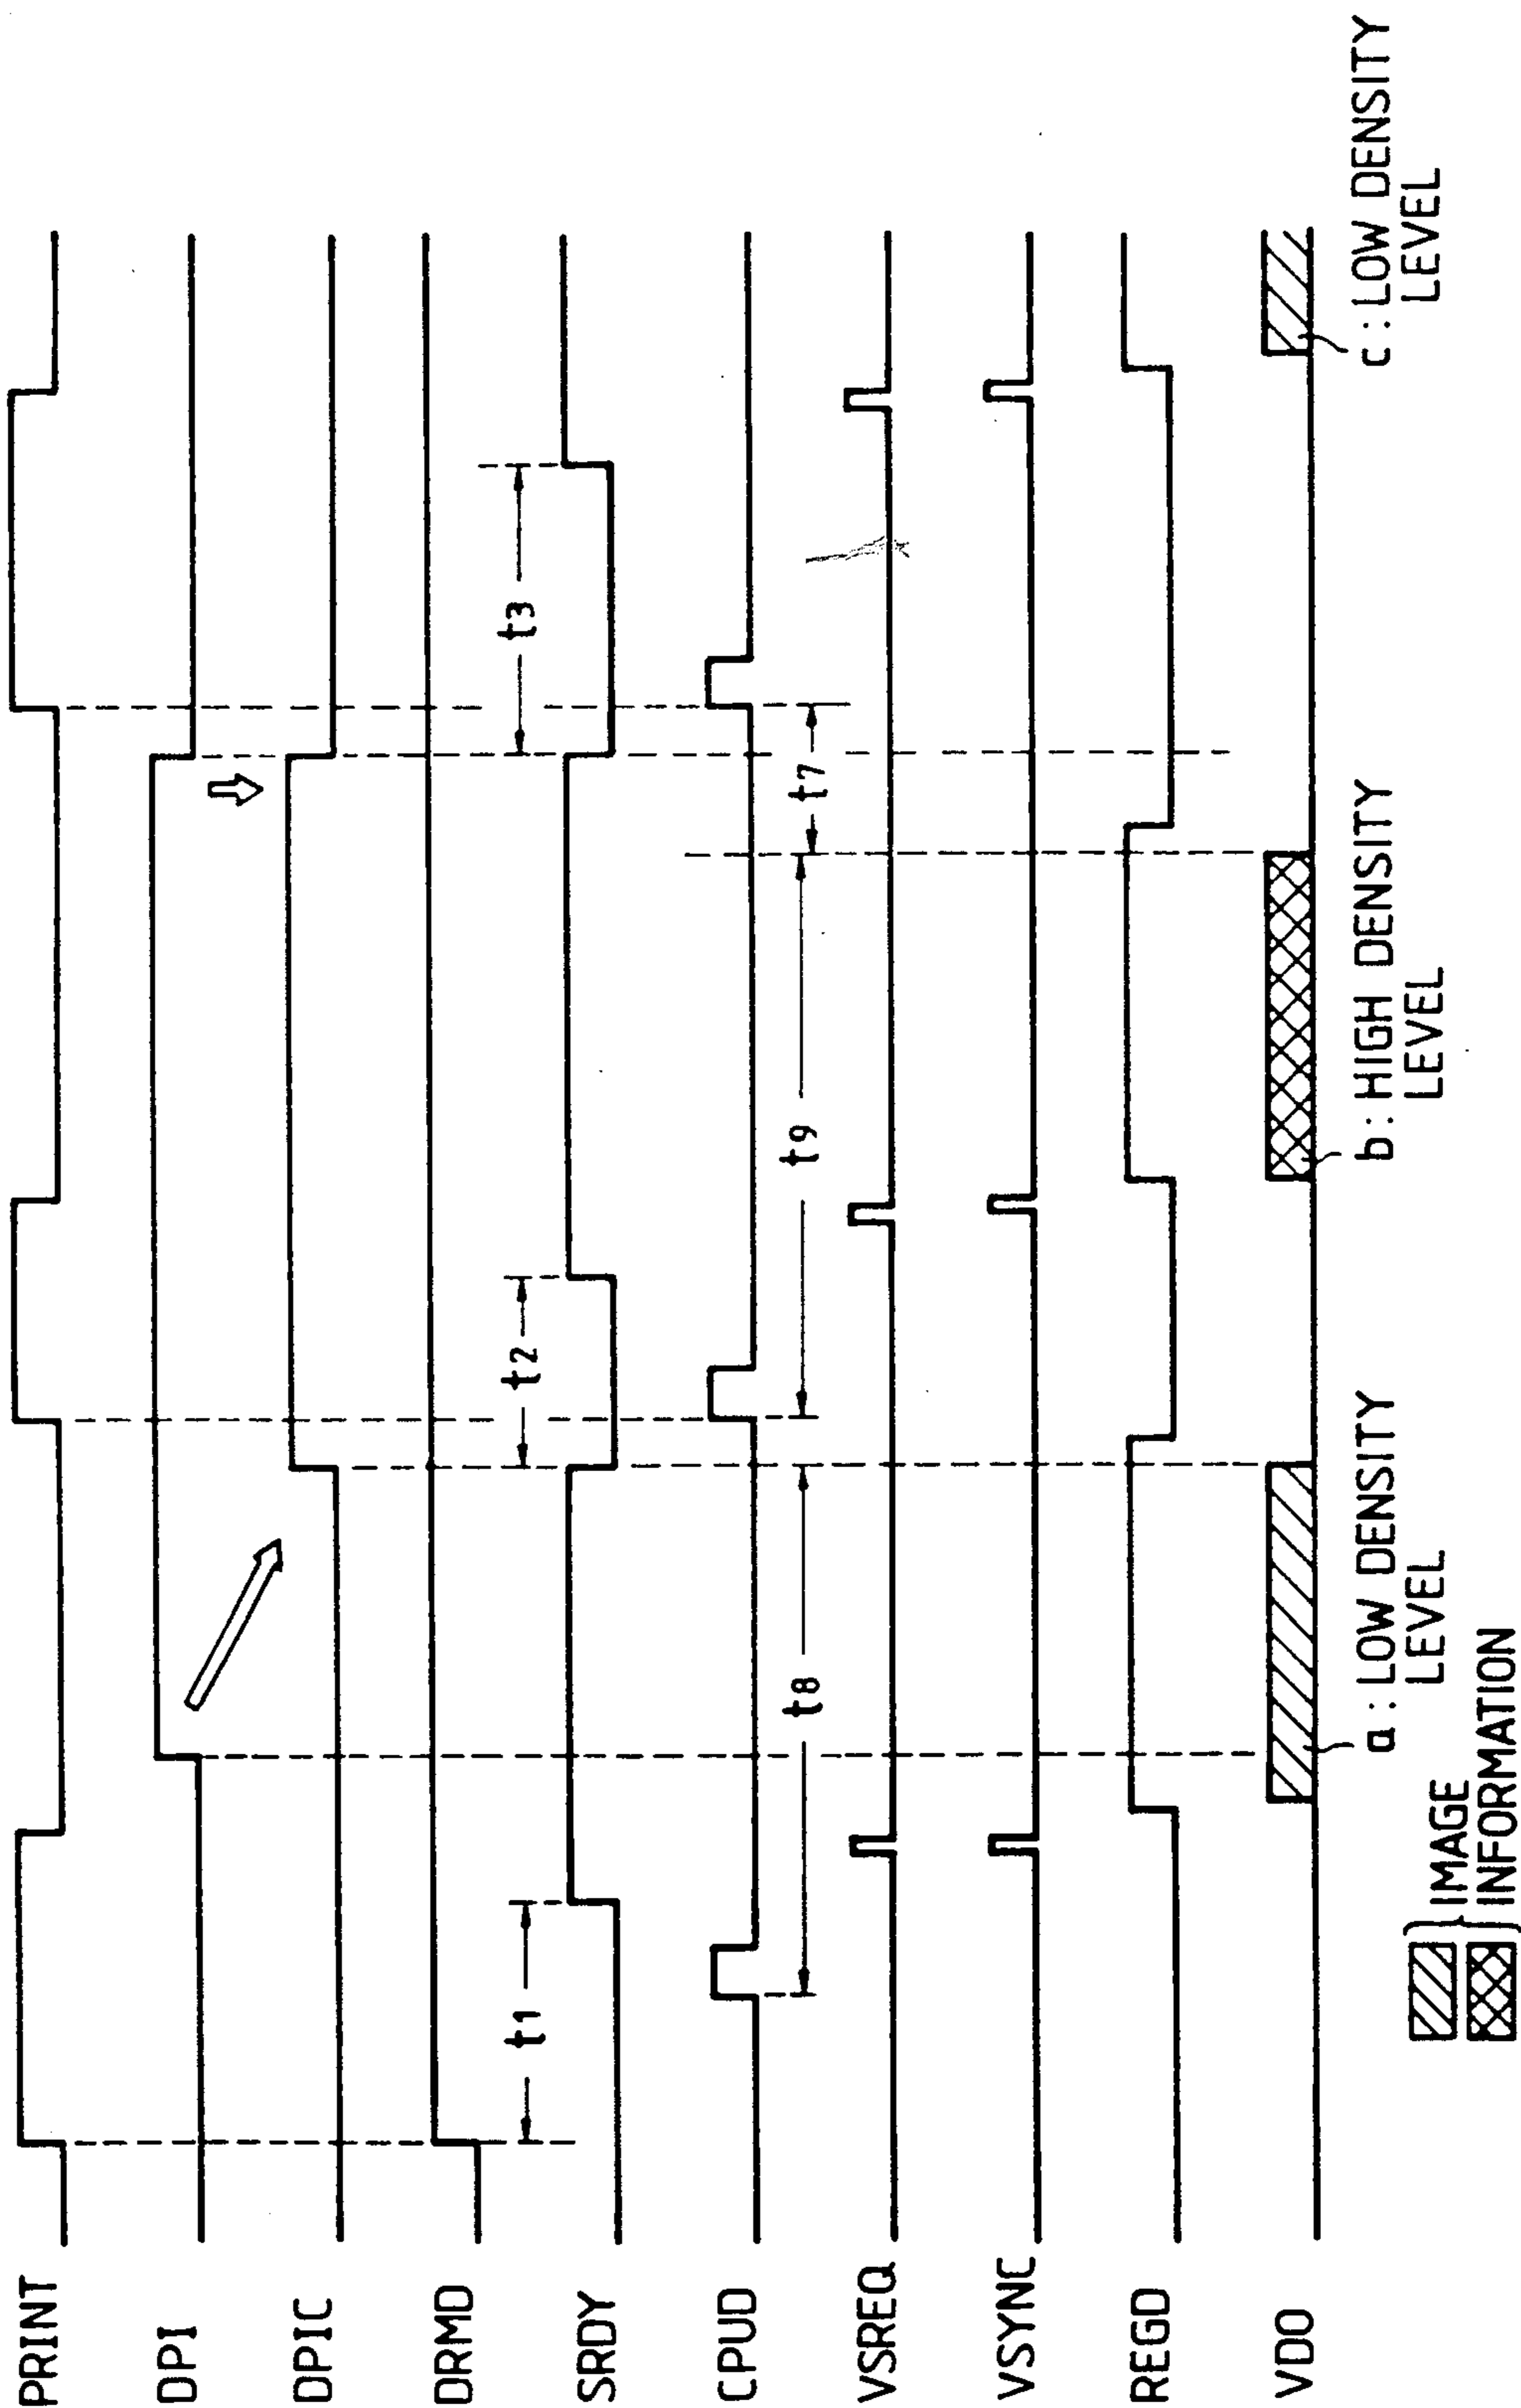 PRINT
DPI
DPIC
DRMD
SRDY
CPUD
VSREQ
VSYNC
REGD
VDO
t1
t2
t3
t8
t9
t7
a : LOW DENSITY
LEVEL
b : HIGH DENSITY
LEVEL
c : LOW DENSITY
LEVEL
IMAGE
INFORMATION